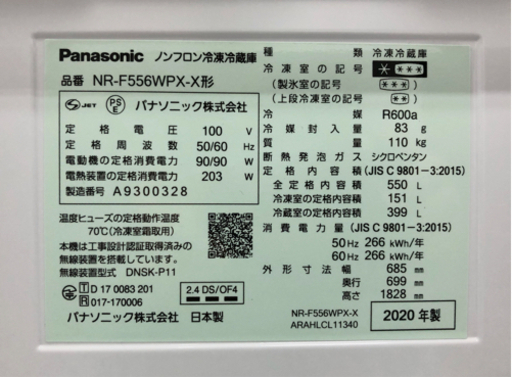 Panasonic ノンフロン冷凍冷蔵庫
品番 NR-F556WPX-X形
JET PSE パナソニック株式会社
定格電圧 100 V
定格周波数 50/60 Hz
電動機の定格消費電力 90/90 W
電熱装置の定格消費電力 203 W
製造番号 A9300328
温度ヒューズの定格動作温度
70℃(冷凍室霜取用)
本機は工事設計認証取得済みの
無線装置を搭載しています。
無線装置型式 DNSK-P11
T D 17 0083 201
R 017-170006
2.4 DS/OF4
パナソニック株式会社 日本製
種類 冷凍冷蔵庫
冷凍室の記号 * ***
(製氷室の記号) ***
(上段冷凍室の記号) **
冷媒 R600a
冷媒封入量 83 g
質量 110 kg
断熱発泡ガス シクロペンタン
定格内容積 (JIS C 9801-3:2015)
全定格内容積 550 L
冷凍室の定格内容積 151 L
冷蔵室の定格内容積 399 L
消費電力量 (JIS C 9801-3:2015)
50Hz 266 kWh/年
60Hz 266 kWh/年
外形寸法 幅 685 mm
奥行 699 mm
高さ 1828 mm
NR-F556WPX-X
ARAHLCL11340
2020年製